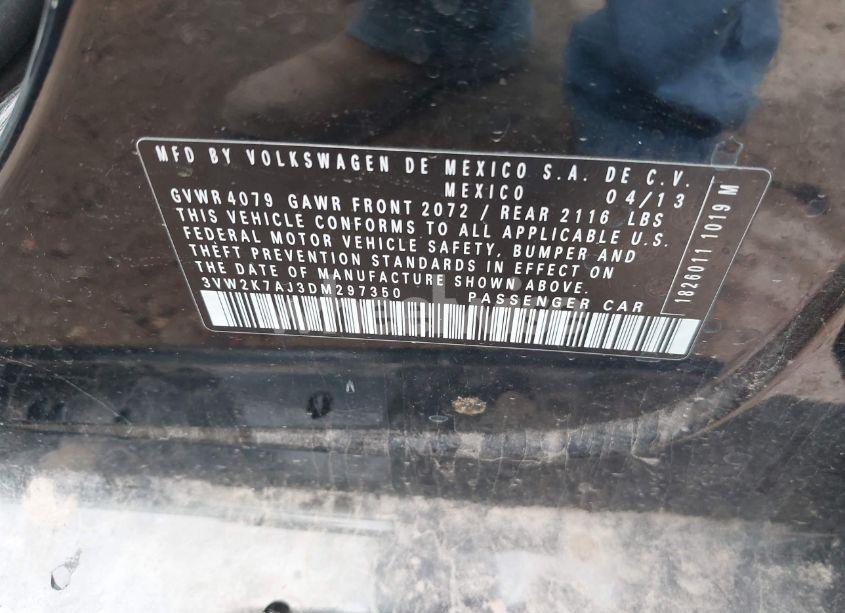 MFD BY VOLKSWAGEN DE MEXICO S.A. DE C.V.
MEXICO 04/13
GVWR 4079 GAWR FRONT 2072 / REAR 2116 LBS
THIS VEHICLE CONFORMS TO ALL APPLICABLE U.S.
FEDERAL MOTOR VEHICLE SAFETY, BUMPER AND
THEFT PREVENTION STANDARDS IN EFFECT ON
THE DATE OF MANUFACTURE SHOWN ABOVE.
3VW2K7AJ3DM297350 PASSENGER CAR
1826011 1019 M